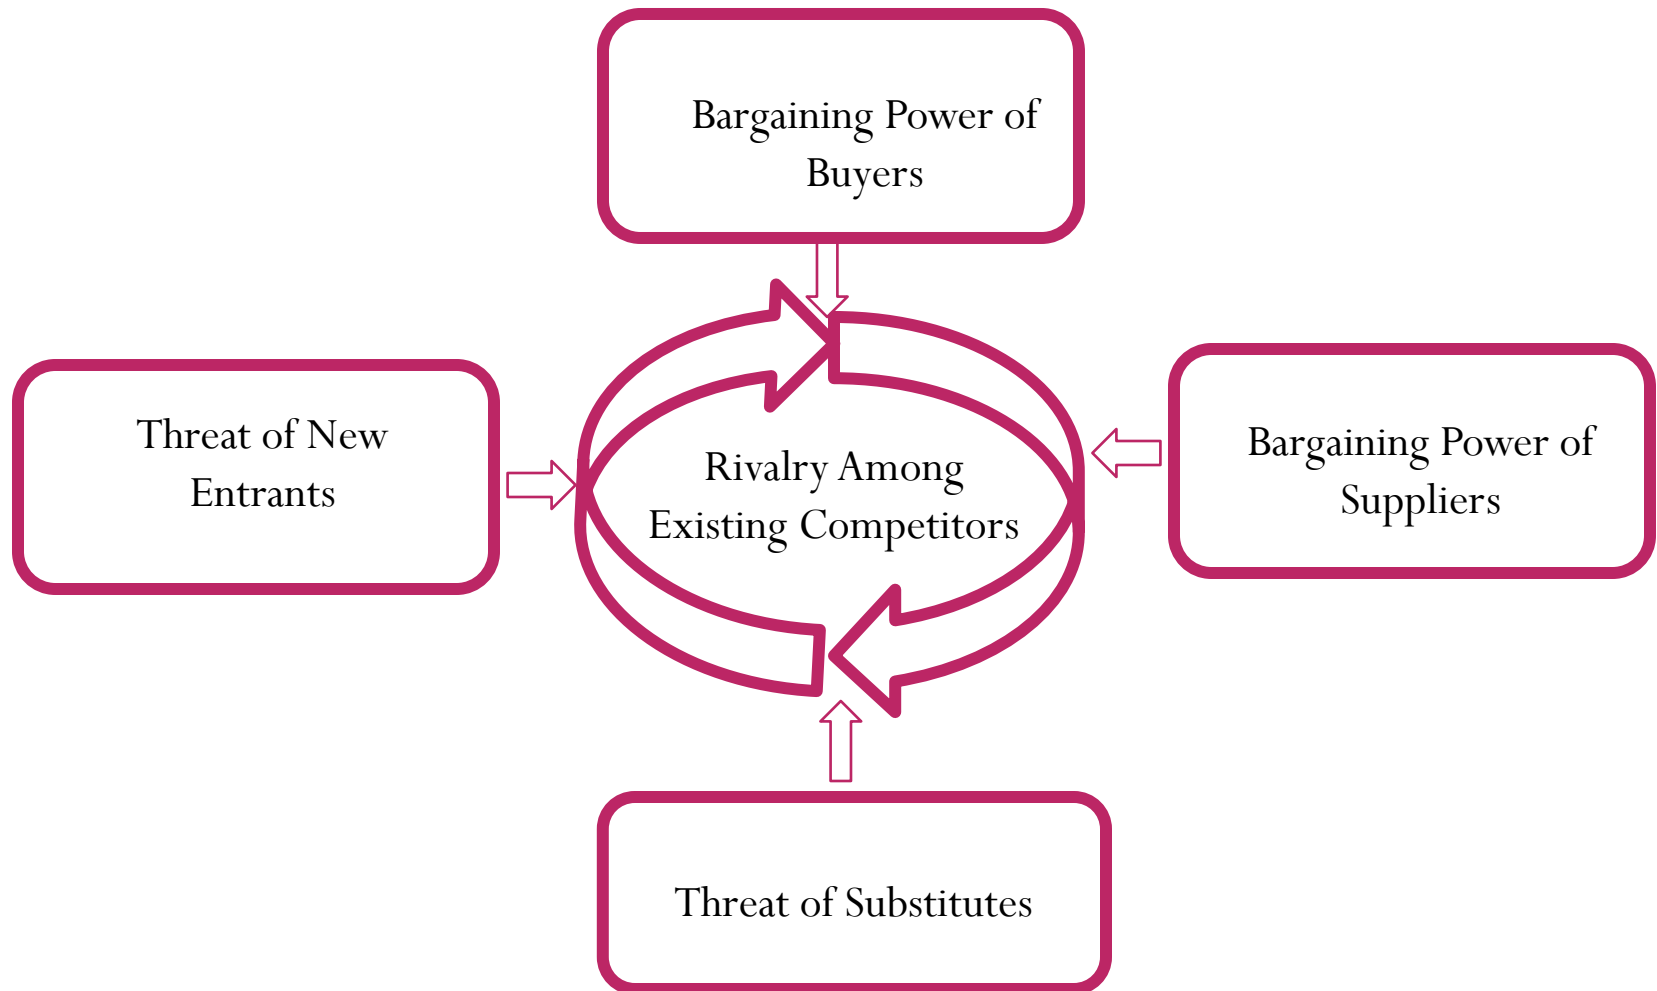 Bargaining Power of
Buyers
Threat of New
Entrants
Rivalry Among
Existing Competitors
Bargaining Power of
Suppliers
Threat of Substitutes